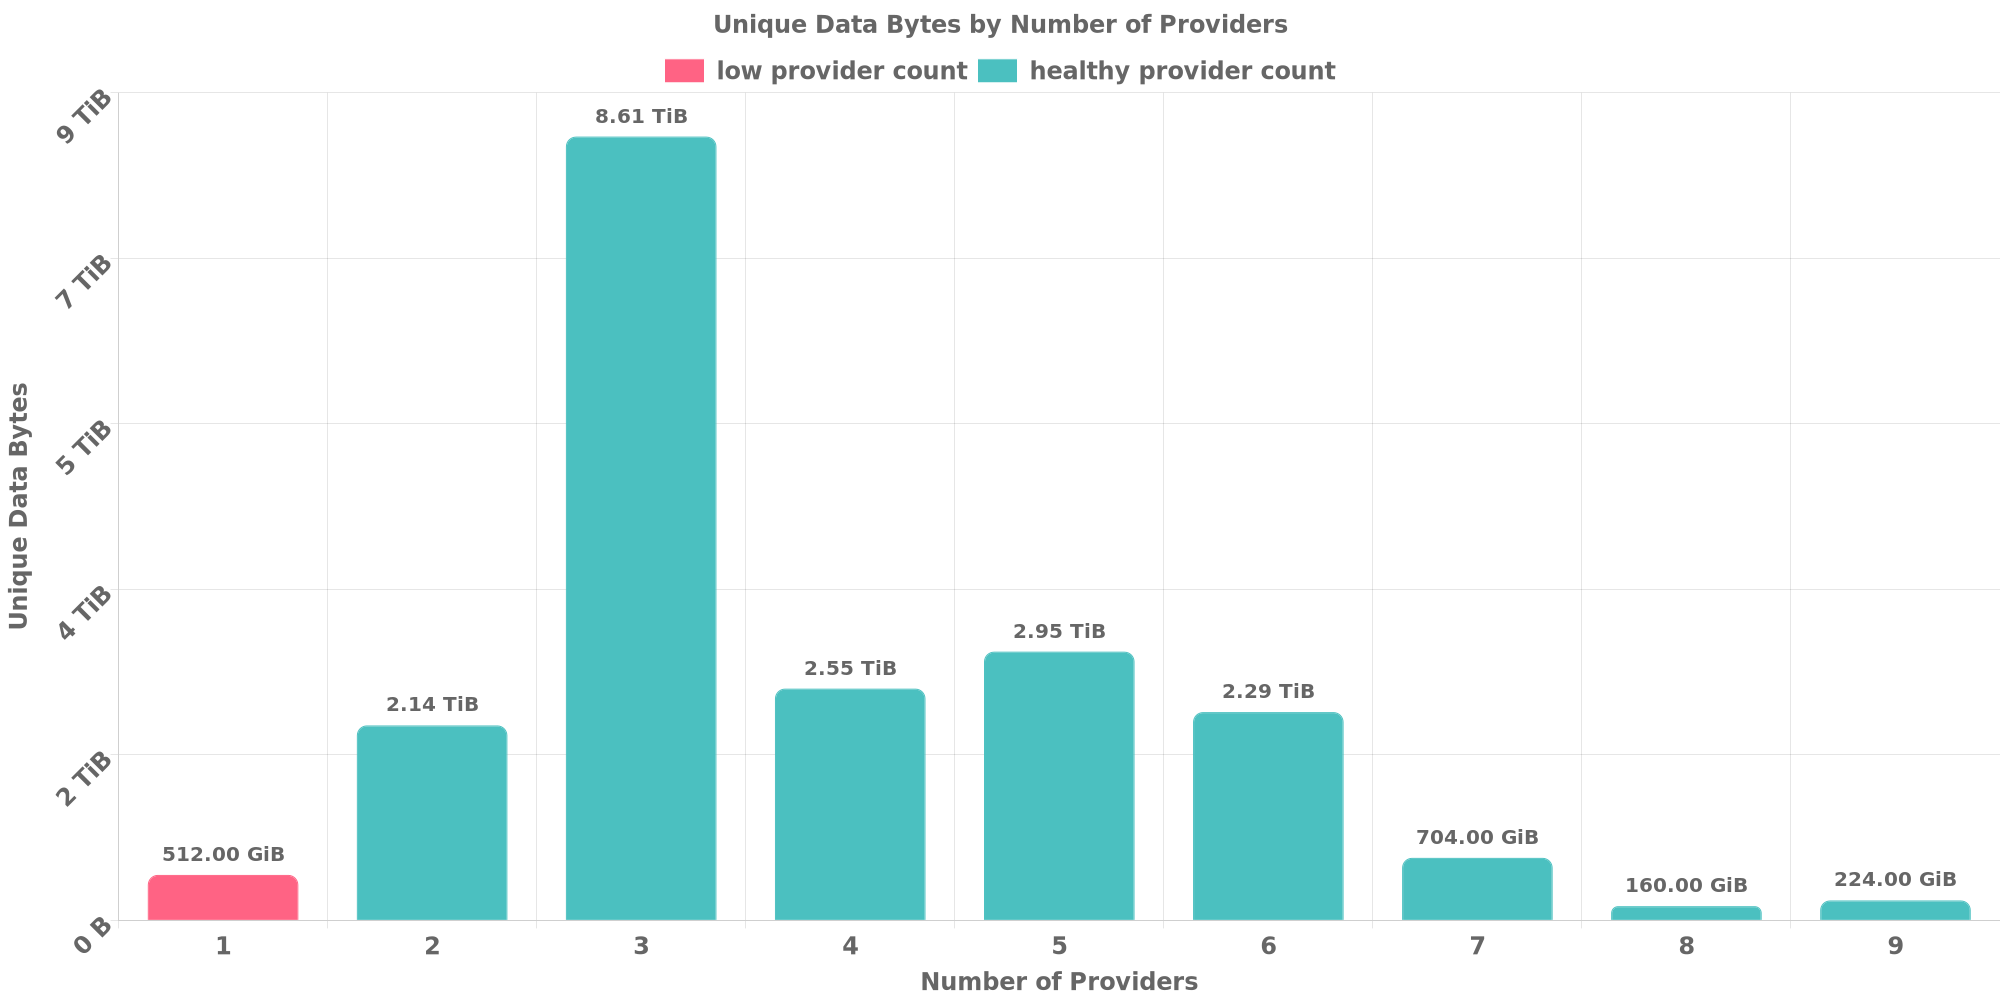 Unique Data Bytes by Number of Providers
low provider count healthy provider count
9 TiB
7 TiB
5 TiB
4 TiB
2 TiB
0 B
Unique Data Bytes
512.00 GiB
2.14 TiB
8.61 TiB
2.55 TiB
2.95 TiB
2.29 TiB
704.00 GiB
160.00 GiB
224.00 GiB
1 2 3 4 5 6 7 8 9
Number of Providers